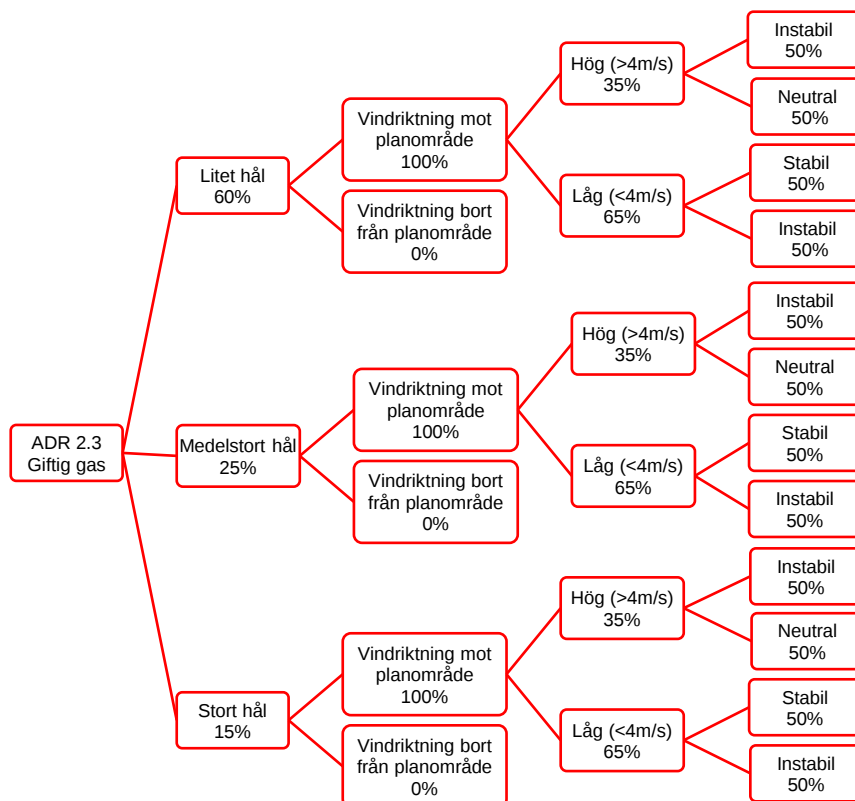 ADR 2.3
Giftig gas
Litet hål
60%
Vindriktning mot
planområde
100%
Hög (>4m/s)
35%
Instabil
50%
Neutral
50%
Låg (<4m/s)
65%
Stabil
50%
Instabil
50%
Vindriktning bort
från planområde
0%
Medelstort hål
25%
Vindriktning mot
planområde
100%
Hög (>4m/s)
35%
Instabil
50%
Neutral
50%
Låg (<4m/s)
65%
Stabil
50%
Instabil
50%
Vindriktning bort
från planområde
0%
Stort hål
15%
Vindriktning mot
planområde
100%
Hög (>4m/s)
35%
Instabil
50%
Neutral
50%
Låg (<4m/s)
65%
Stabil
50%
Instabil
50%
Vindriktning bort
från planområde
0%